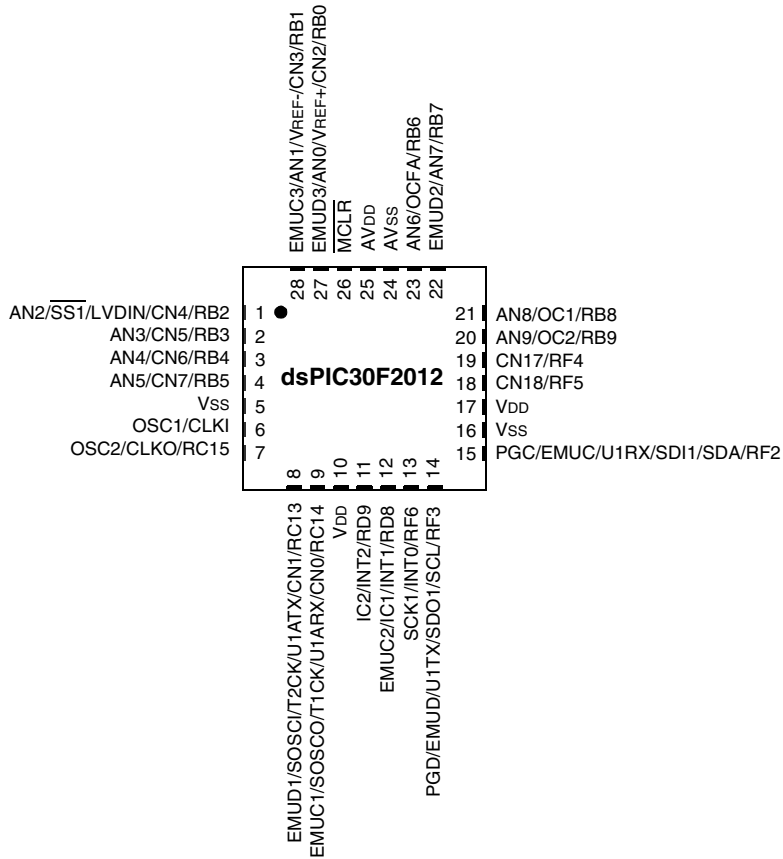 EMUC3/AN1/VREF-/CN3/RB1
EMUD3/AN0/VREF+/CN2/RB0
MCLR
AVDD
AVSS
AN6/OCFA/RB6
EMUD2/AN7/RB7
28 27 26 25 24 23 22
AN2/SS1/LVDIN/CN4/RB2 1
AN3/CN5/RB3 2
AN4/CN6/RB4 3
AN5/CN7/RB5 4
VSS 5
OSC1/CLKI 6
OSC2/CLKO/RC15 7
dsPIC30F2012
21 AN8/OC1/RB8
20 AN9/OC2/RB9
19 CN17/RF4
18 CN18/RF5
17 VDD
16 VSS
15 PGC/EMUC/U1RX/SDI1/SDA/RF2
8 9 10 11 12 13 14
EMUD1/SOSCI/T2CK/U1ATX/CN1/RC13
EMUC1/SOSCO/T1CK/U1ARX/CN0/RC14
VDD
IC2/INT2/RD9
EMUC2/IC1/INT1/RD8
SCK1/INT0/RF6
PGD/EMUD/U1TX/SDO1/SCL/RF3